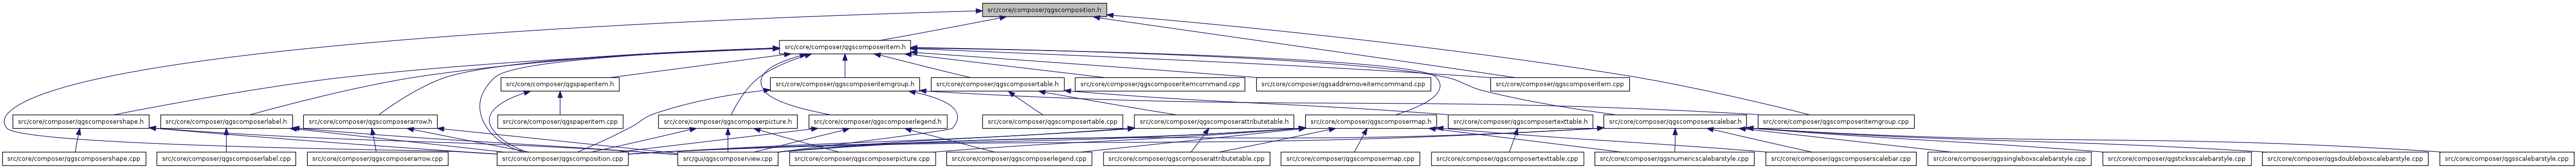 src/core/composer/qgscomposition.h
src/core/composer/qgscomposeritem.h
src/core/composer/qgspaperitem.h
src/core/composer/qgscomposeritemgroup.h
src/core/composer/qgscomposertable.h
src/core/composer/qgscomposeritemcommand.cpp
src/core/composer/qgsaddremoveitemcommand.cpp
src/core/composer/qgscomposeritem.cpp
src/core/composer/qgscomposershape.h
src/core/composer/qgscomposerlabel.h
src/core/composer/qgscomposerarrow.h
src/core/composer/qgspaperitem.cpp
src/core/composer/qgscomposerpicture.h
src/core/composer/qgscomposerlegend.h
src/core/composer/qgscomposertable.cpp
src/core/composer/qgscomposerattributetable.h
src/core/composer/qgscomposermap.h
src/core/composer/qgscomposertexttable.h
src/core/composer/qgscomposerscalebar.h
src/core/composer/qgscomposeritemgroup.cpp
src/core/composer/qgscomposershape.cpp
src/core/composer/qgscomposerlabel.cpp
src/core/composer/qgscomposerarrow.cpp
src/core/composer/qgscomposition.cpp
src/gui/qgscomposerview.cpp
src/core/composer/qgscomposerpicture.cpp
src/core/composer/qgscomposerlegend.cpp
src/core/composer/qgscomposerattributetable.cpp
src/core/composer/qgscomposermap.cpp
src/core/composer/qgscomposertexttable.cpp
src/core/composer/qgsnumericscalebarstyle.cpp
src/core/composer/qgscomposerscalebar.cpp
src/core/composer/qgssingleboxscalebarstyle.cpp
src/core/composer/qgsticksscalebarstyle.cpp
src/core/composer/qgsdoubleboxscalebarstyle.cpp
src/core/composer/qgsscalebarstyle.cpp